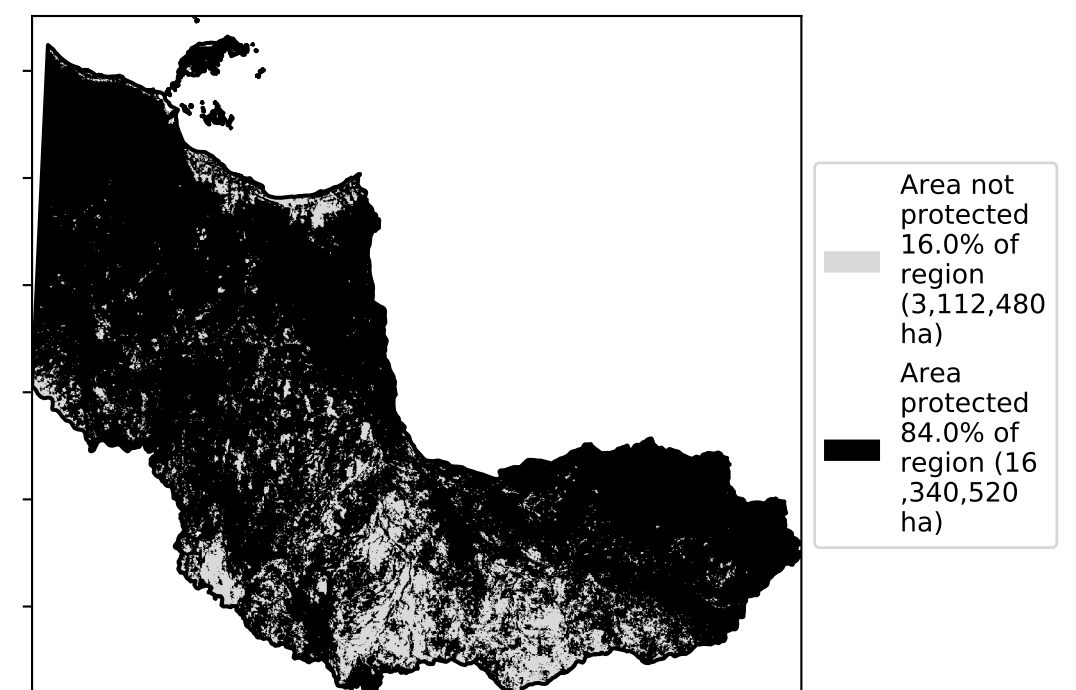 Area not
protected
16.0% of
region
(3,112,480
ha)
Area
protected
84.0% of
region (16
,340,520
ha)